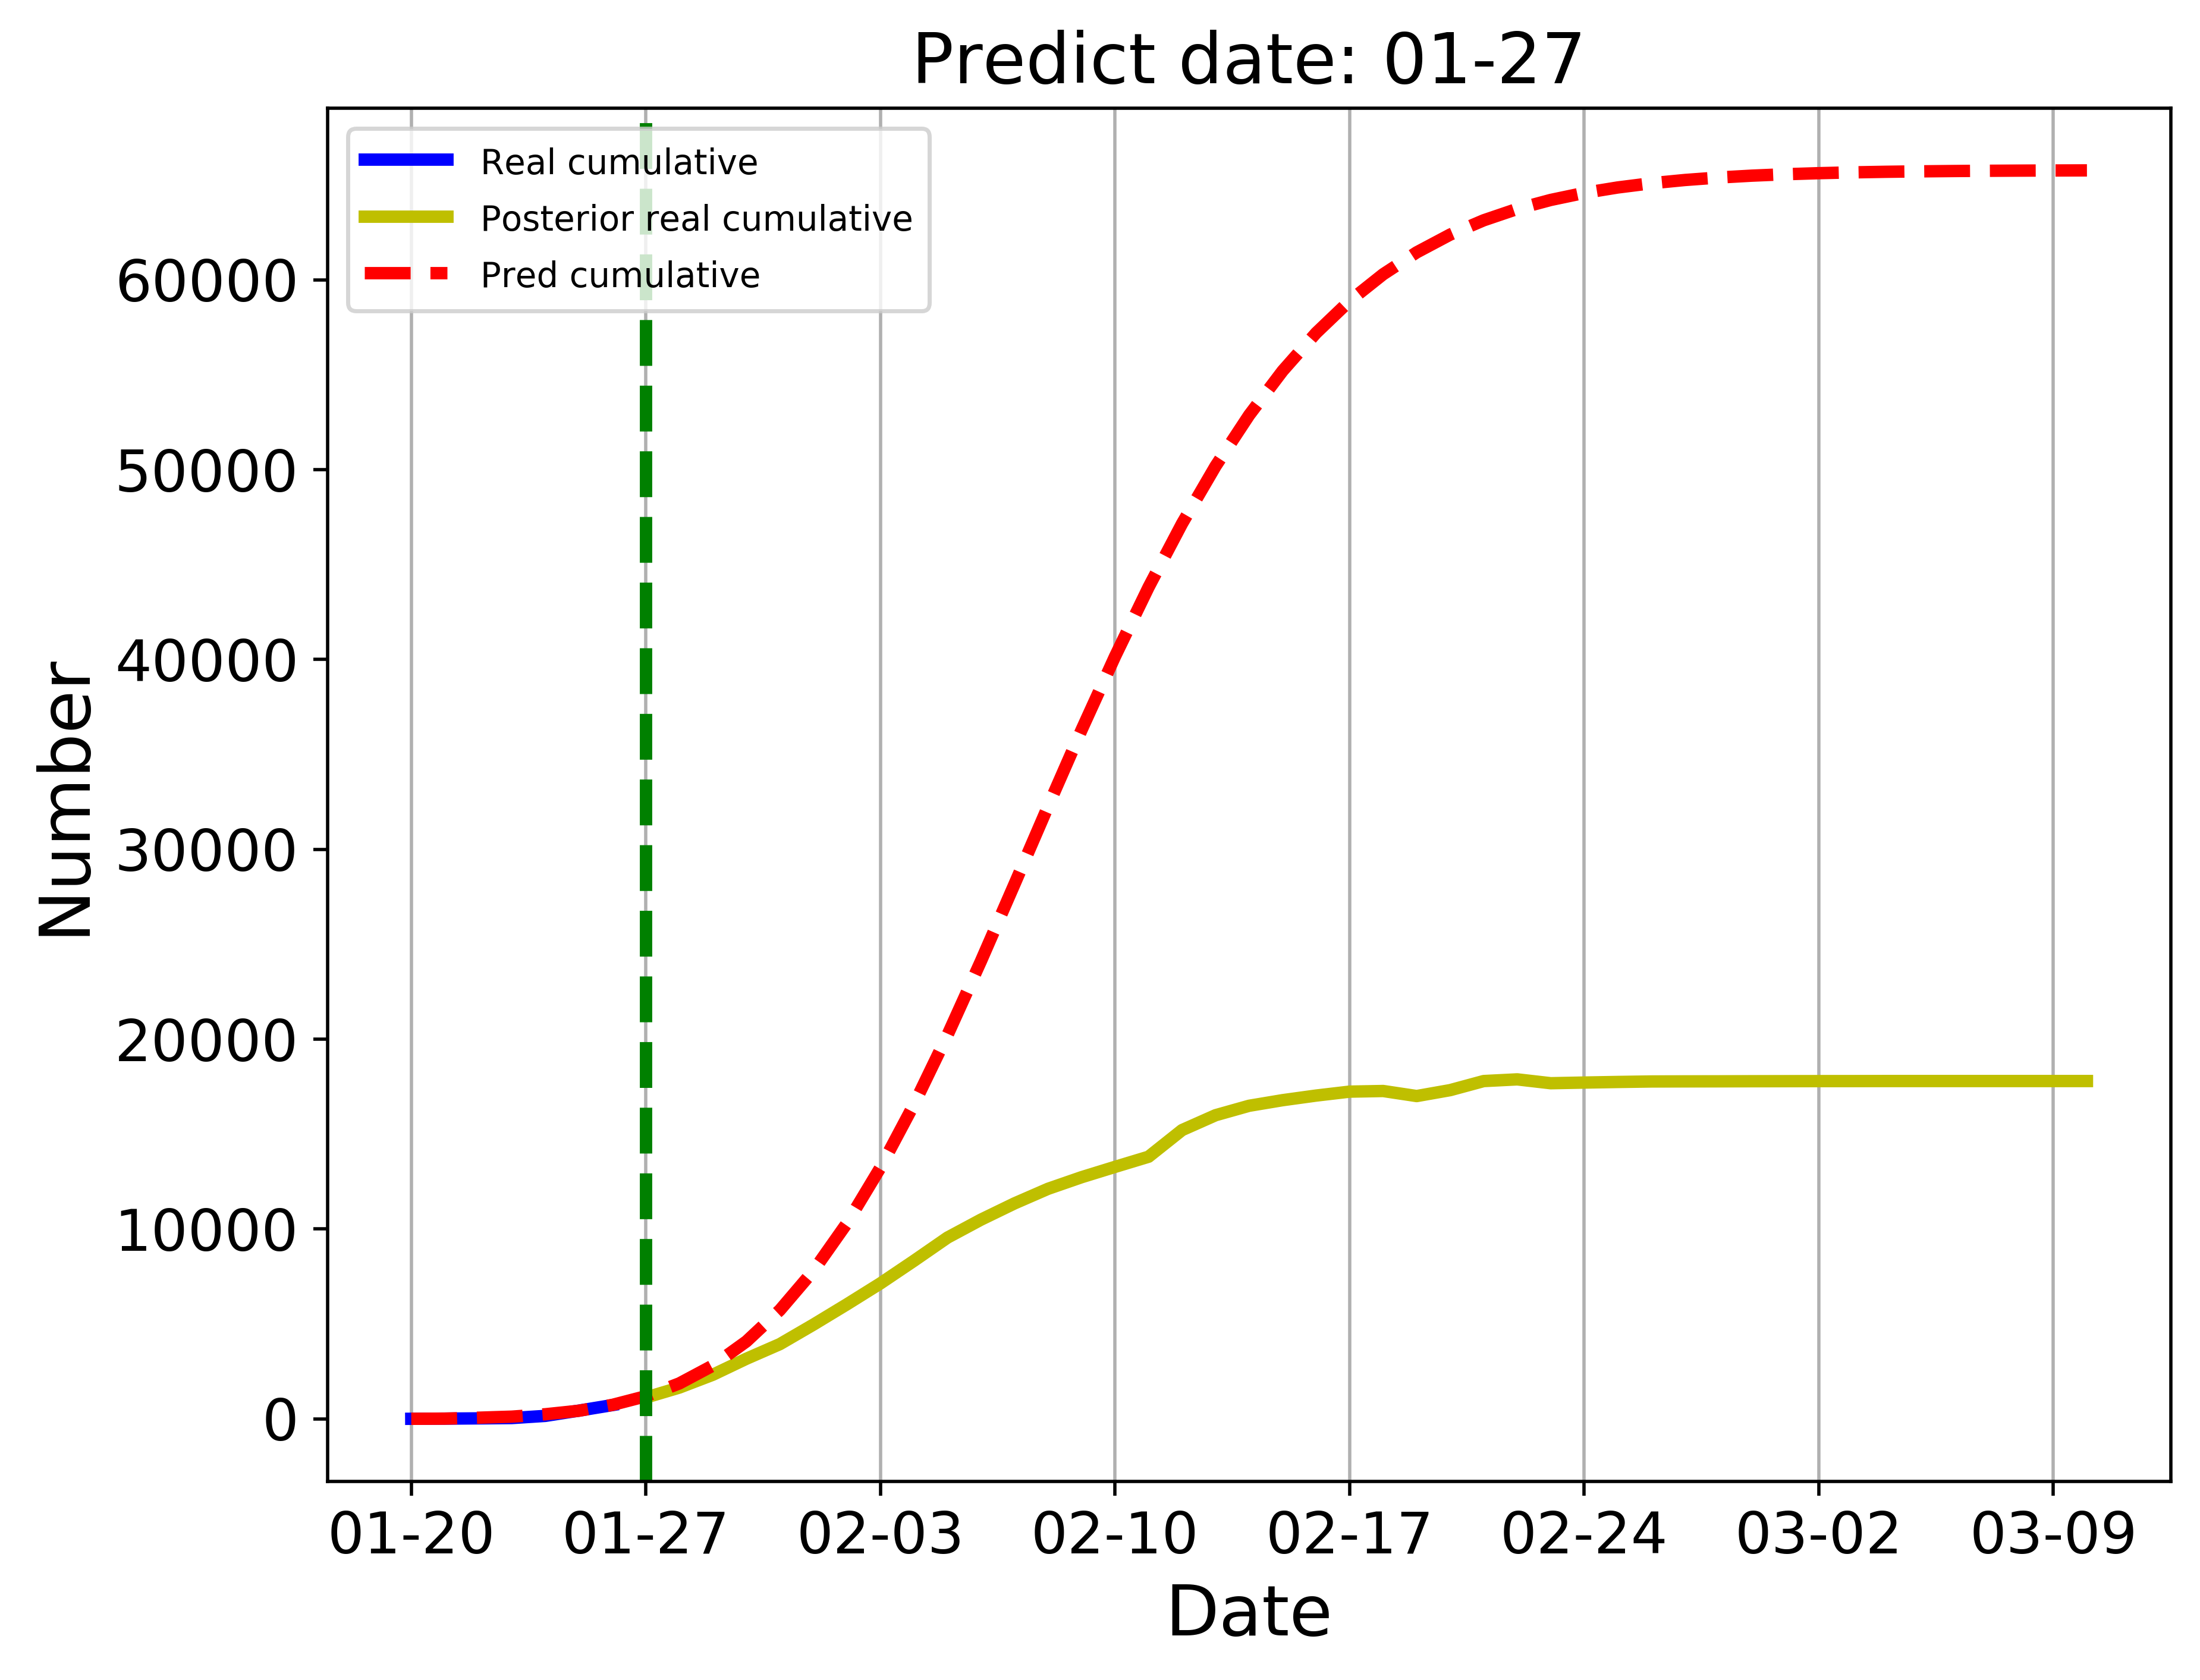 Predict date: 01-27
Real cumulative
Posterior real cumulative
Pred cumulative
Number
60000
50000
40000
30000
20000
10000
0
01-20 01-27 02-03 02-10 02-17 02-24 03-02 03-09
Date